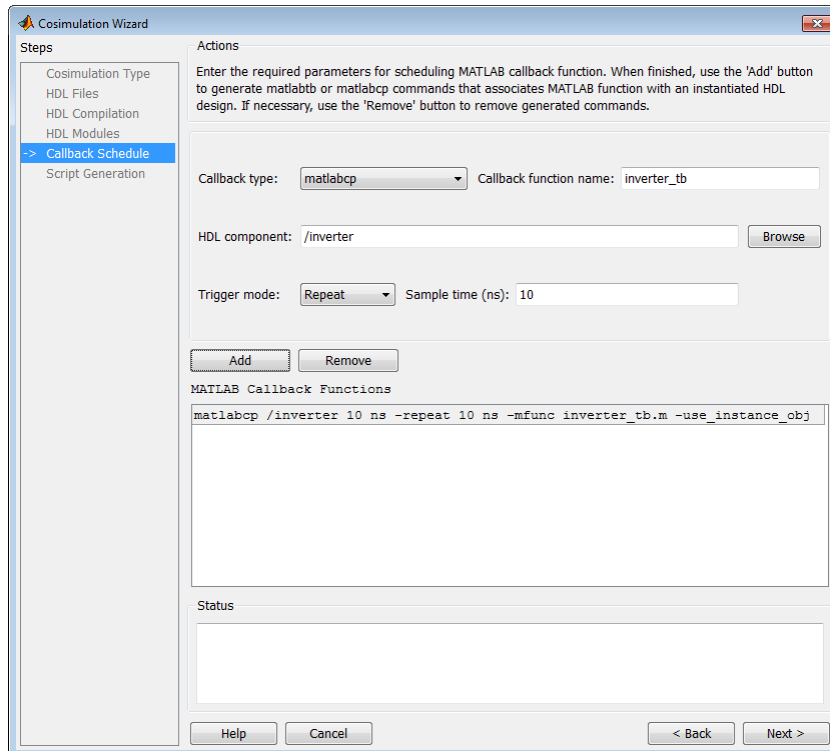 Cosimulation Wizard
Steps
Cosimulation Type
HDL Files
HDL Compilation
HDL Modules
-> Callback Schedule
Script Generation
Actions
Enter the required parameters for scheduling MATLAB callback function. When finished, use the 'Add' button
to generate matlabtb or matlabcp commands that associates MATLAB function with an instantiated HDL
design. If necessary, use the 'Remove' button to remove generated commands.
Callback type: matlabcp Callback function name: inverter_tb
HDL component: /inverter Browse
Trigger mode: Repeat Sample time (ns): 10
Add Remove
MATLAB Callback Functions
matlabcp /inverter 10 ns -repeat 10 ns -mfunc inverter_tb.m -use_instance_obj
Status
Help Cancel < Back Next >